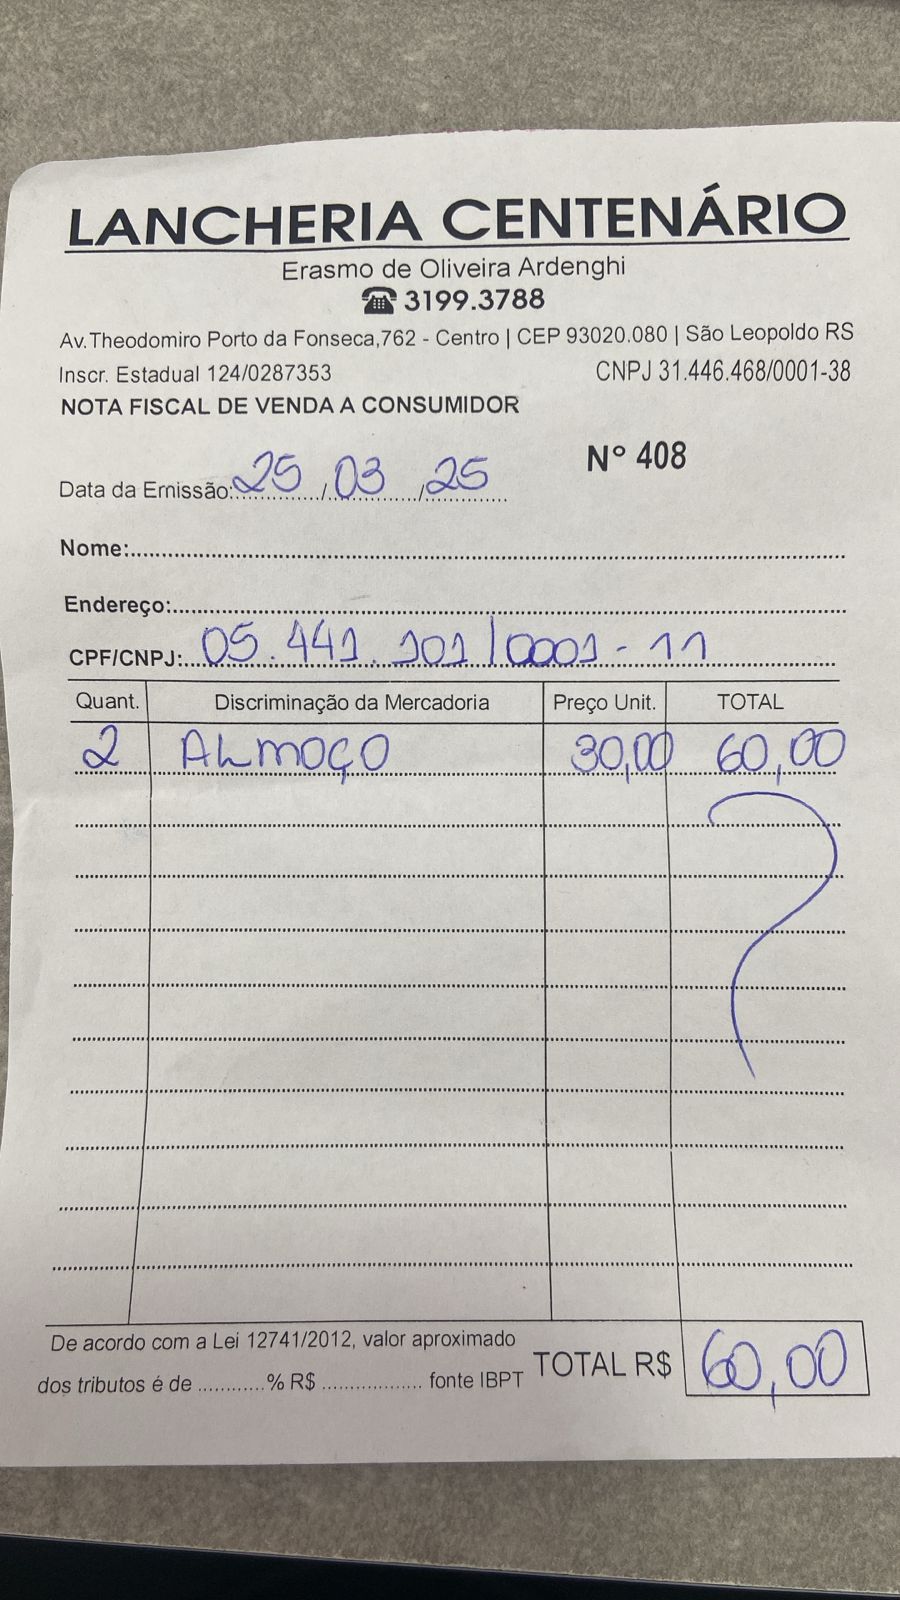 LANCHERIA CENTENÁRIO
Erasmo de Oliveira Ardenghi
☎ 3199.3788
Av.Theodomiro Porto da Fonseca,762 - Centro | CEP 93020.080 | São Leopoldo RS
Inscr. Estadual 124/0287353 CNPJ 31.446.468/0001-38
NOTA FISCAL DE VENDA A CONSUMIDOR
Nº 408
Data da Emissão: 25/03/25
Nome:
Endereço:
CPF/CNPJ: 05.441.101/0001-11
Quant. Discriminação da Mercadoria Preço Unit. TOTAL
2 ALMOÇO 30,00 60,00
De acordo com a Lei 12741/2012, valor aproximado
dos tributos é de ............% R$ .................. fonte IBPT TOTAL R$ 60,00